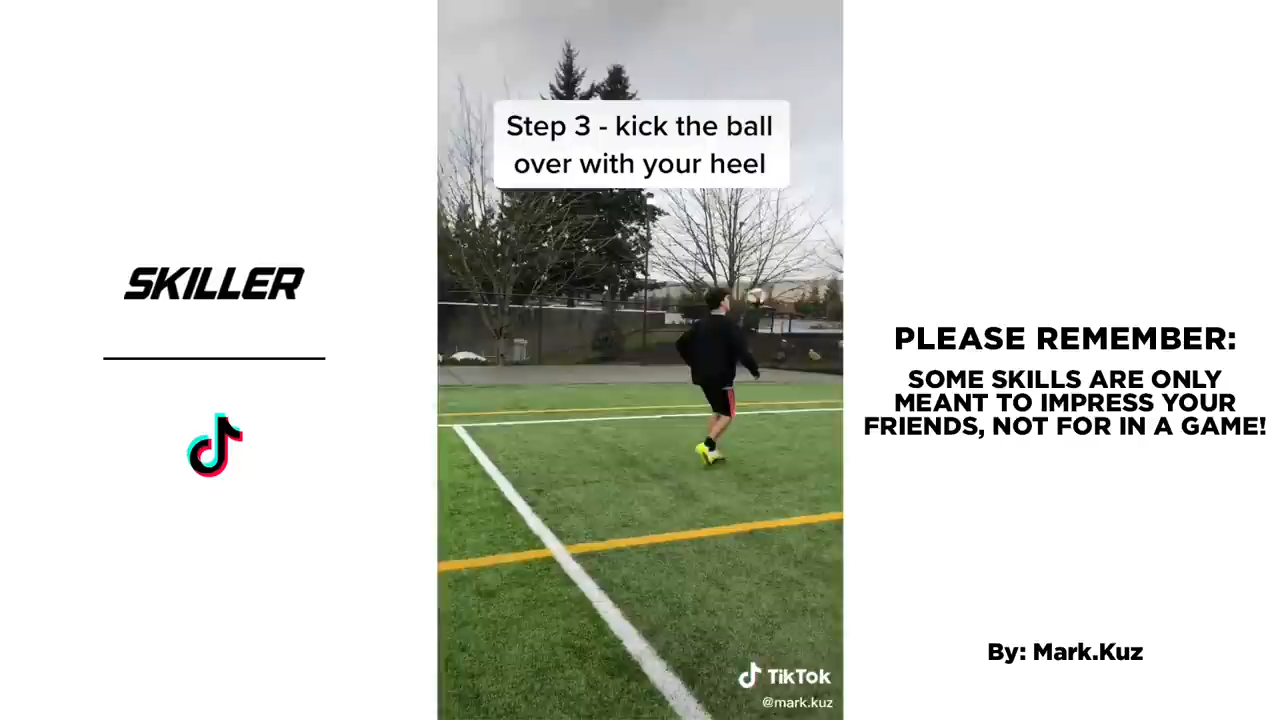 SKILLER
Step 3 - kick the ball
over with your heel
PLEASE REMEMBER:
SOME SKILLS ARE ONLY
MEANT TO IMPRESS YOUR
FRIENDS, NOT FOR IN A GAME!
By: Mark.Kuz
TikTok
@mark.kuz